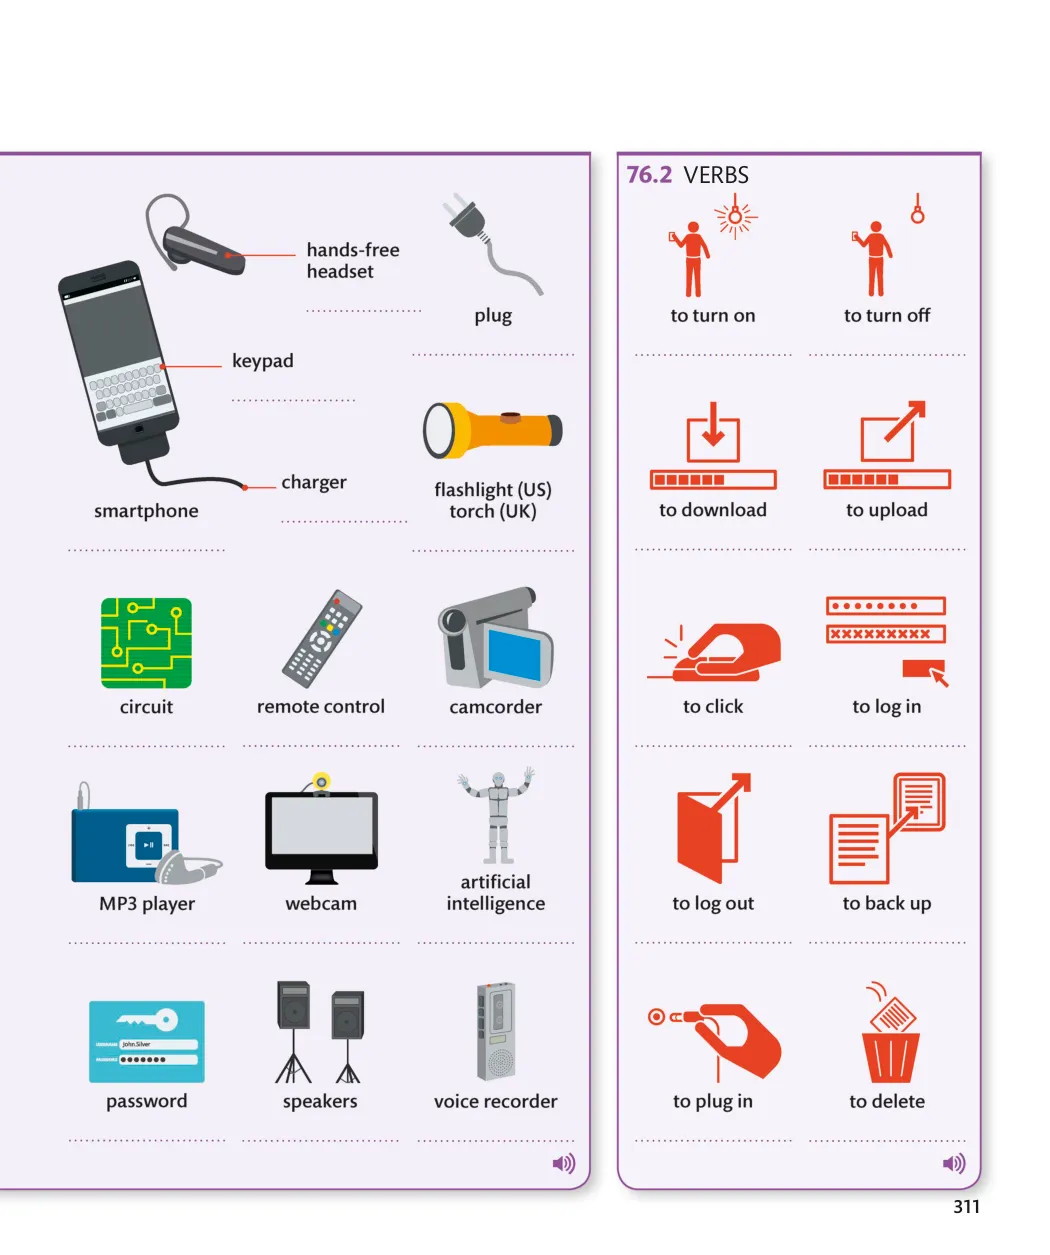 76.2 VERBS
hands-free
headset
plug
keypad
charger
smartphone
flashlight (US)
torch (UK)
circuit
remote control
camcorder
MP3 player
webcam
artificial
intelligence
John.Silver
password
speakers
voice recorder
to turn on
to turn off
to download
to upload
to click
to log in
to log out
to back up
to plug in
to delete
311